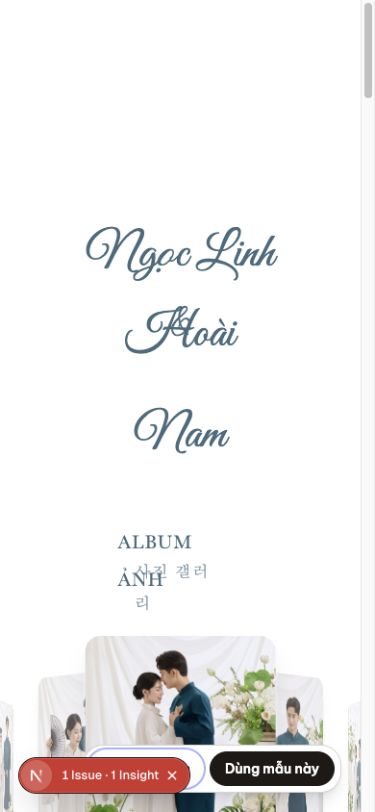 Ngọc Linh
&
Hoài
Nam
ALBUM
ẢNH
사진 갤러
리
1 Issue · 1 Insight ×
Dùng mẫu này